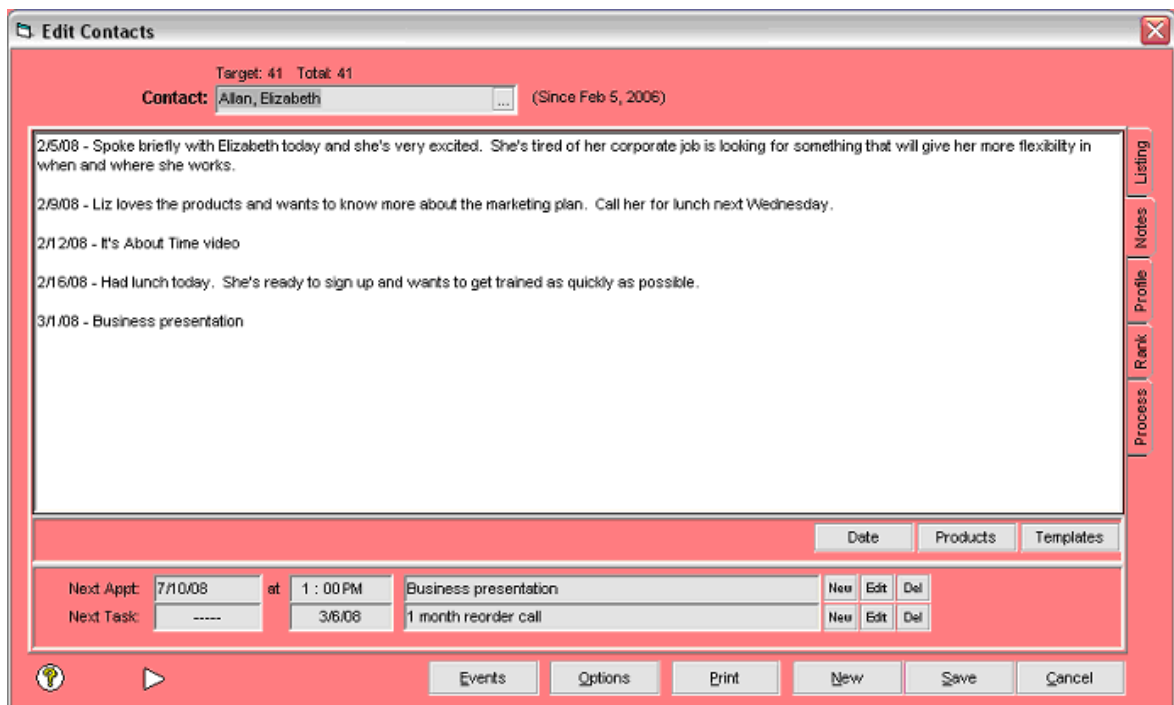 Edit Contacts
Target: 41 Total: 41
Contact: Allan, Elizabeth ... (Since Feb 5, 2006)
2/5/08 - Spoke briefly with Elizabeth today and she's very excited. She's tired of her corporate job is looking for something that will give her more flexibility in
when and where she works.
2/9/08 - Liz loves the products and wants to know more about the marketing plan. Call her for lunch next Wednesday.
2/12/08 - It's About Time video
2/16/08 - Had lunch today. She's ready to sign up and wants to get trained as quickly as possible.
3/1/08 - Business presentation
Listing
Notes
Profile
Rank
Process
Date Products Templates
Next Appt: 7/10/08 at 1 : 00 PM Business presentation New Edit Del
Next Task: ----- 3/6/08 1 month reorder call New Edit Del
? Events Options Print New Save Cancel